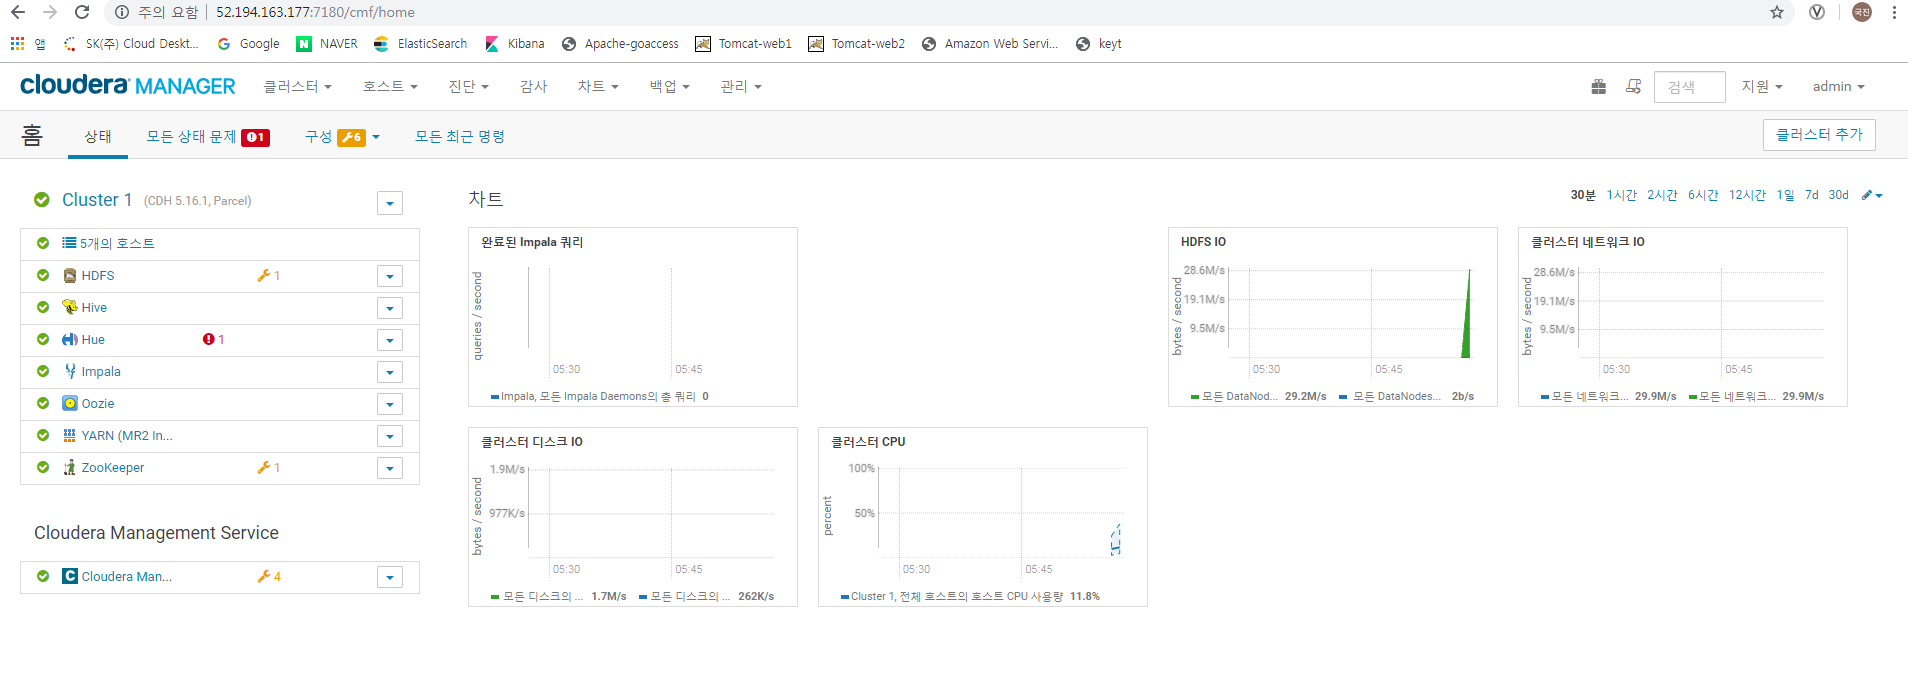 주의 요함 52.194.163.177:7180/cmf/home 국진
앱 SK(주) Cloud Deskt... Google NAVER ElasticSearch Kibana Apache-goaccess Tomcat-web1 Tomcat-web2 Amazon Web Servi... keyt
cloudera MANAGER 클러스터 호스트 진단 감사 차트 백업 관리 검색 지원 admin
홈 상태 모든 상태 문제 1 구성 6 모든 최근 명령 클러스터 추가
Cluster 1 (CDH 5.16.1, Parcel)
5개의 호스트
HDFS 1
Hive
Hue 1
Impala
Oozie
YARN (MR2 In...
ZooKeeper 1
Cloudera Management Service
Cloudera Man... 4
차트 30분 1시간 2시간 6시간 12시간 1일 7d 30d
완료된 Impala 쿼리
queries / second
05:30 05:45
Impala, 모든 Impala Daemons의 총 쿼리 0
HDFS IO
bytes / second
28.6M/s
19.1M/s
9.5M/s
05:30 05:45
모든 DataNod... 29.2M/s 모든 DataNodes... 2b/s
클러스터 네트워크 IO
bytes / second
28.6M/s
19.1M/s
9.5M/s
05:30 05:45
모든 네트워크... 29.9M/s 모든 네트워크... 29.9M/s
클러스터 디스크 IO
bytes / second
1.9M/s
977K/s
05:30 05:45
모든 디스크의 ... 1.7M/s 모든 디스크의 ... 262K/s
클러스터 CPU
percent
100%
50%
05:30 05:45
Cluster 1, 전체 호스트의 호스트 CPU 사용량 11.8%